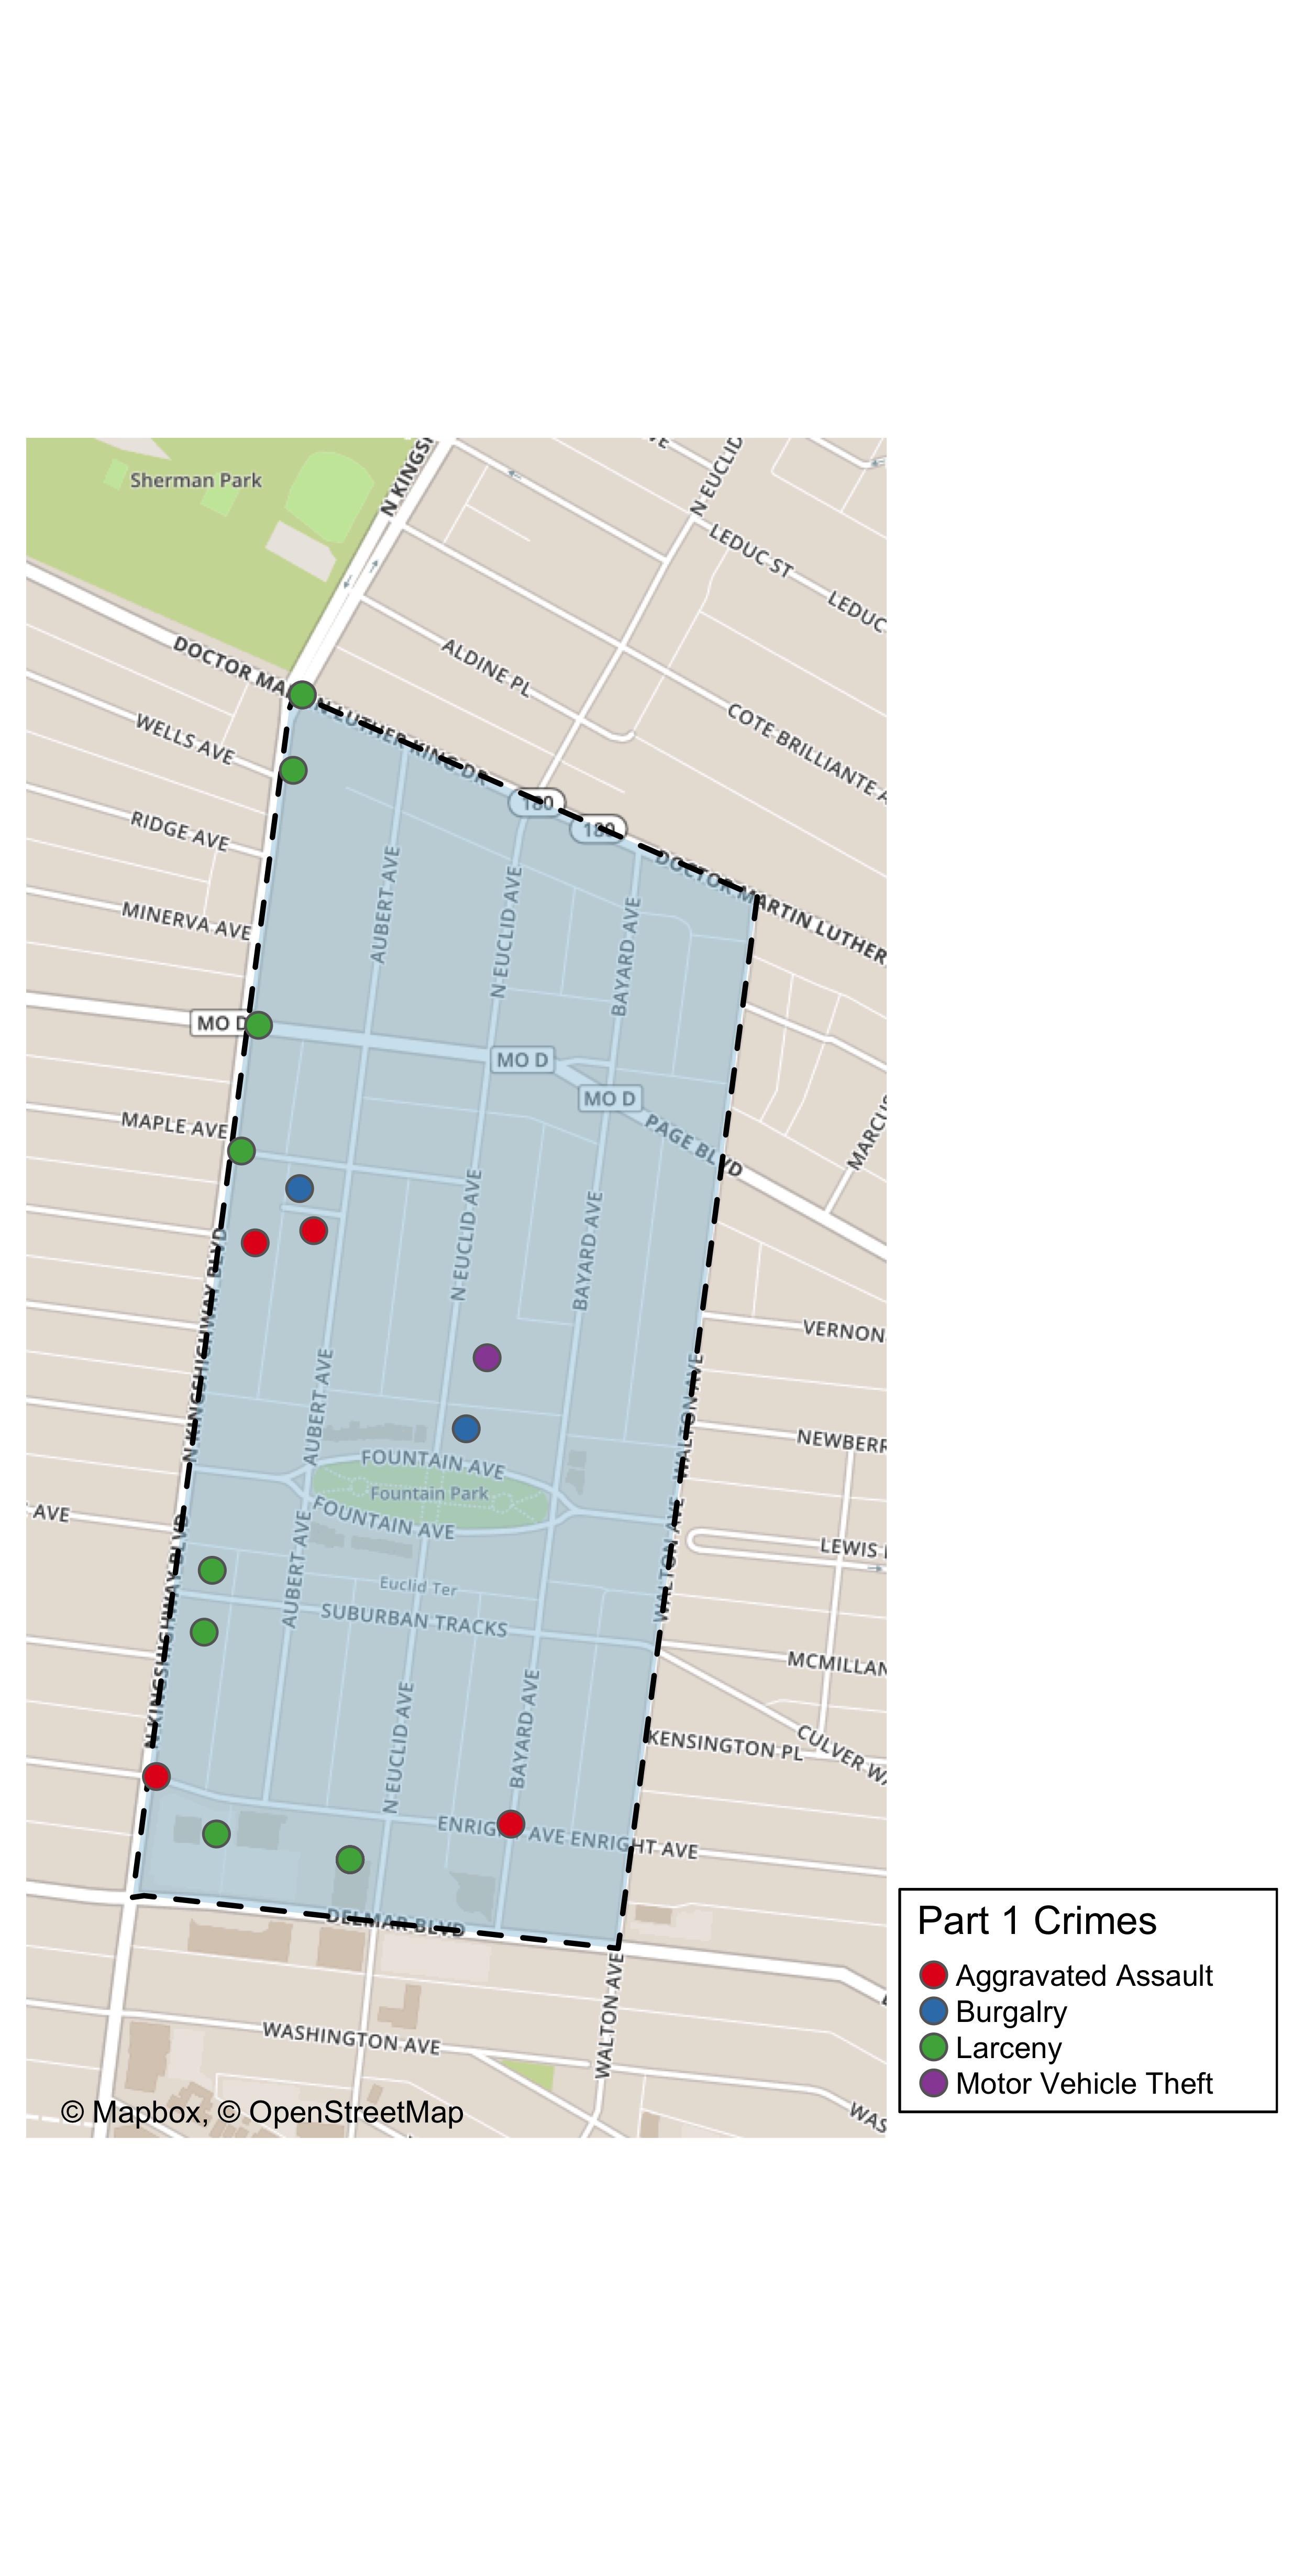 Sherman Park
N KINGSH
N EUCLID
LEDUC ST
LEDUC
ALDINE PL
DOCTOR MA
N LUTHER KING DR
WELLS AVE
COTE BRILLIANTE A
180
180
RIDGE AVE
DOCTOR MARTIN LUTHER
AUBERT AVE
N EUCLID AVE
BAYARD AVE
MINERVA AVE
MO D
MO D
MO D
MAPLE AVE
PAGE BLVD
MARCUS
N EUCLID AVE
BAYARD AVE
N KINGSHIGHWAY BLVD
VERNON
AUBERT AVE
WALTON AVE
NEWBERR
FOUNTAIN AVE
Fountain Park
FOUNTAIN AVE
AVE
WALTON AVE
LEWIS
AUBERT AVE
Euclid Ter
SUBURBAN TRACKS
N KINGSHIGHWAY BLVD
MCMILLAN
N EUCLID AVE
BAYARD AVE
KENSINGTON PL
CULVER WA
ENRIGHT AVE
ENRIGHT AVE
DELMAR BLVD
WALTON AVE
WASHINGTON AVE
WAS
© Mapbox, © OpenStreetMap
Part 1 Crimes
Aggravated Assault
Burgalry
Larceny
Motor Vehicle Theft